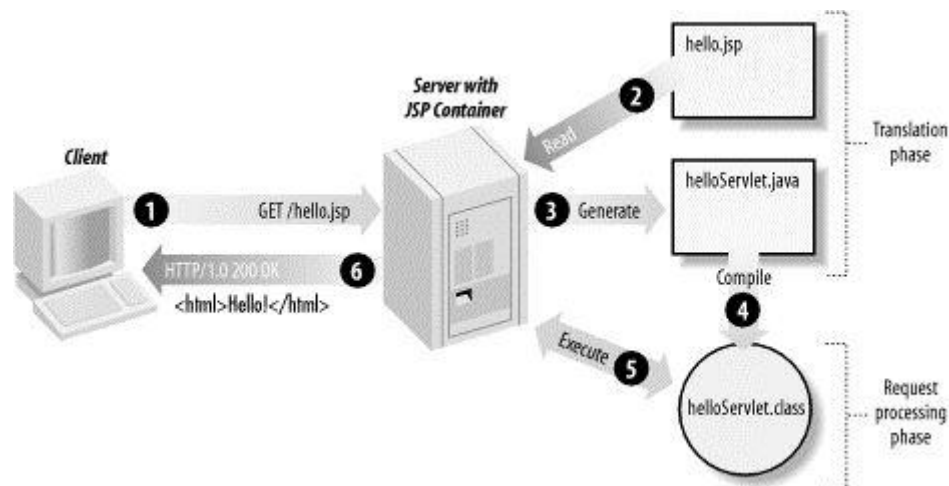 hello.jsp
Server with
JSP Container
2
Read
Translation
phase
Client
helloServlet.java
1
GET /hello.jsp
3
Generate
HTTP/1.0 200 OK
6
<html>Hello!</html>
Compile
4
Execute
5
helloServlet.class
Request
processing
phase